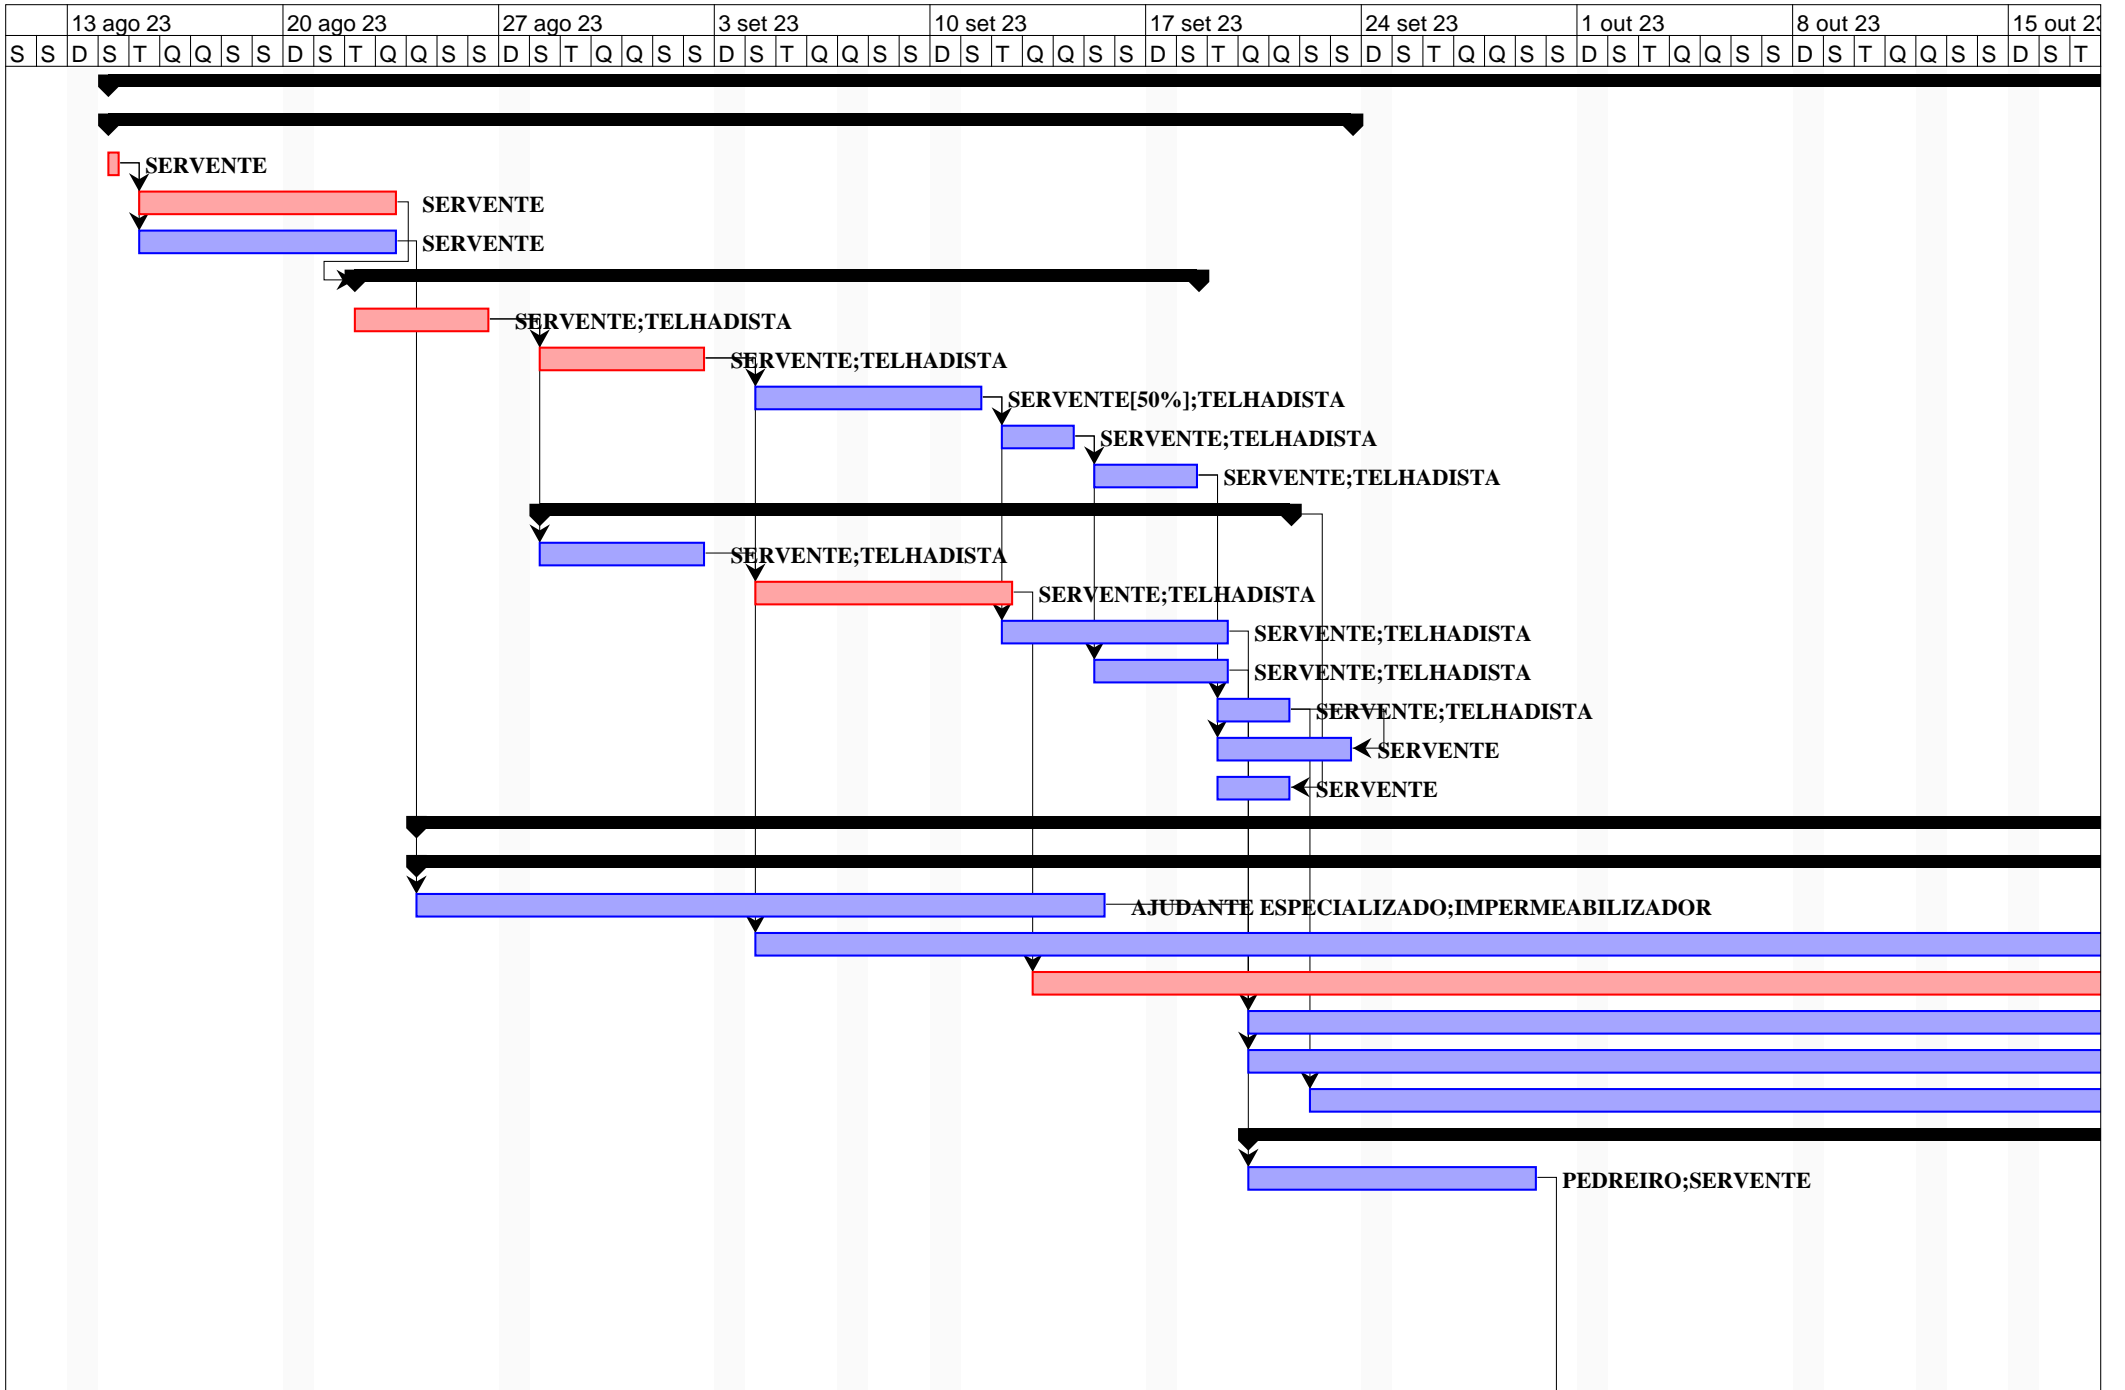 13 ago 23 20 ago 23 27 ago 23 3 set 23 10 set 23 17 set 23 24 set 23 1 out 23 8 out 23 15 out 23
S S D S T Q Q S S D S T Q Q S S D S T Q Q S S D S T Q Q S S D S T Q Q S S D S T Q Q S S D S T Q Q S S D S T Q Q S S D S T Q Q S S D S T
SERVENTE
SERVENTE
SERVENTE
SERVENTE;TELHADISTA
SERVENTE;TELHADISTA
SERVENTE[50%];TELHADISTA
SERVENTE;TELHADISTA
SERVENTE;TELHADISTA
SERVENTE;TELHADISTA
SERVENTE;TELHADISTA
SERVENTE;TELHADISTA
SERVENTE;TELHADISTA
SERVENTE;TELHADISTA
SERVENTE
SERVENTE
AJUDANTE ESPECIALIZADO;IMPERMEABILIZADOR
PEDREIRO;SERVENTE